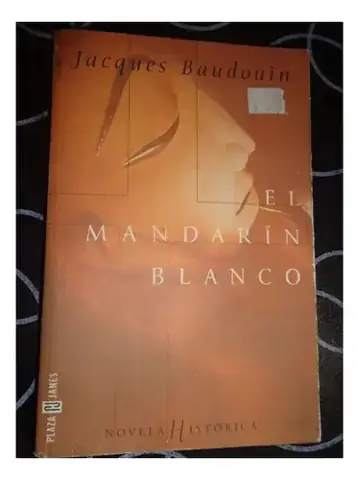 Jacques Baudouin
EL
MANDARÍN
BLANCO
NOVELA HISTÓRICA
PLAZA JANES